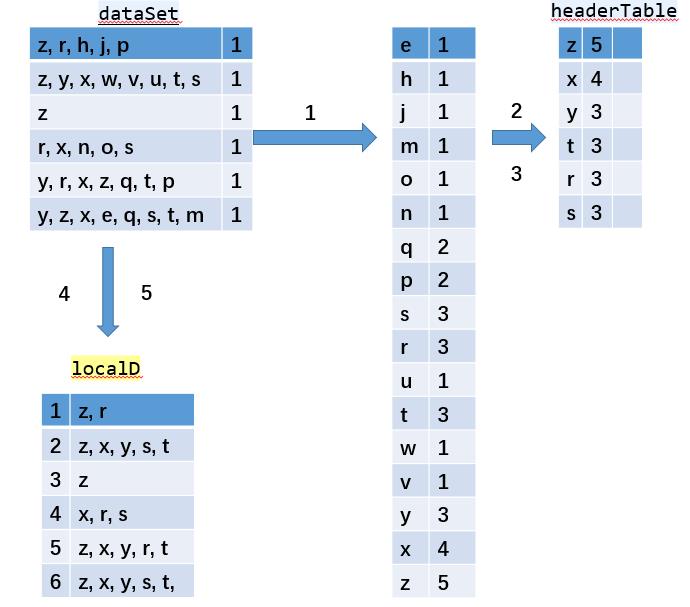 dataSet
z, r, h, j, p 1
z, y, x, w, v, u, t, s 1
z 1
r, x, n, o, s 1
y, r, x, z, q, t, p 1
y, z, x, e, q, s, t, m 1
1
e 1
h 1
j 1
m 1
o 1
n 1
q 2
p 2
s 3
r 3
u 1
t 3
w 1
v 1
y 3
x 4
z 5
2
3
headerTable
z 5
x 4
y 3
t 3
r 3
s 3
4 5
localD
1 z, r
2 z, x, y, s, t
3 z
4 x, r, s
5 z, x, y, r, t
6 z, x, y, s, t,